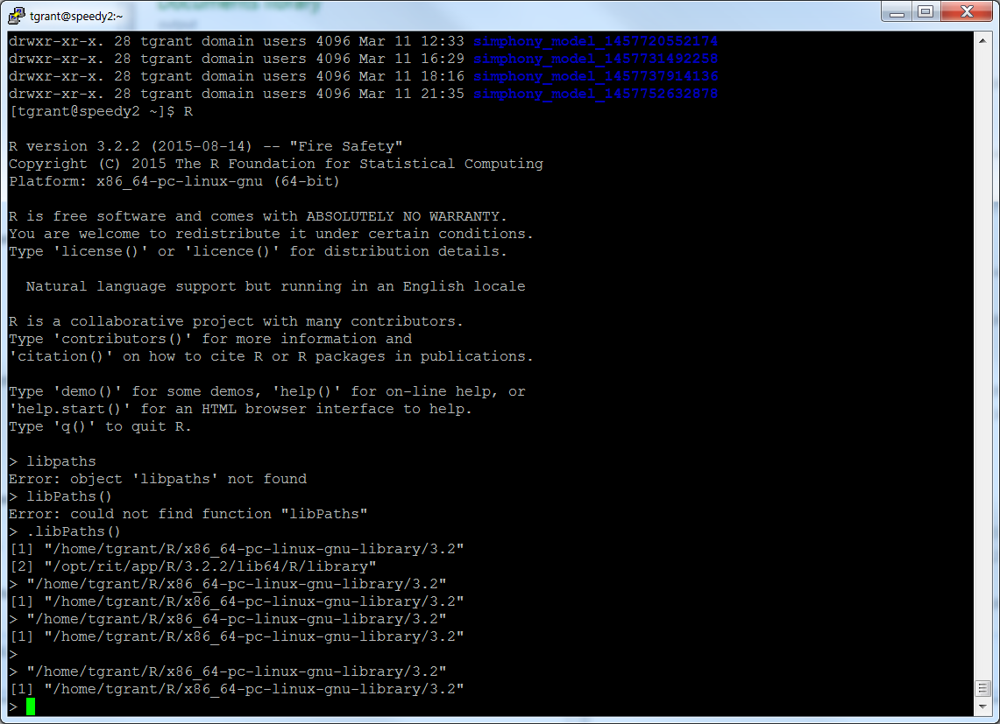 Documents library
tgrant@speedy2:~
drwxr-xr-x. 28 tgrant domain users 4096 Mar 11 12:33 simphony_model_1457720552174
drwxr-xr-x. 28 tgrant domain users 4096 Mar 11 16:29 simphony_model_1457731492258
drwxr-xr-x. 28 tgrant domain users 4096 Mar 11 18:16 simphony_model_1457737914136
drwxr-xr-x. 28 tgrant domain users 4096 Mar 11 21:35 simphony_model_1457752632878
[tgrant@speedy2 ~]$ R
R version 3.2.2 (2015-08-14) -- "Fire Safety"
Copyright (C) 2015 The R Foundation for Statistical Computing
Platform: x86_64-pc-linux-gnu (64-bit)
R is free software and comes with ABSOLUTELY NO WARRANTY.
You are welcome to redistribute it under certain conditions.
Type 'license()' or 'licence()' for distribution details.
Natural language support but running in an English locale
R is a collaborative project with many contributors.
Type 'contributors()' for more information and
'citation()' on how to cite R or R packages in publications.
Type 'demo()' for some demos, 'help()' for on-line help, or
'help.start()' for an HTML browser interface to help.
Type 'q()' to quit R.
> libpaths
Error: object 'libpaths' not found
> libPaths()
Error: could not find function "libPaths"
> .libPaths()
[1] "/home/tgrant/R/x86_64-pc-linux-gnu-library/3.2"
[2] "/opt/rit/app/R/3.2.2/lib64/R/library"
> "/home/tgrant/R/x86_64-pc-linux-gnu-library/3.2"
[1] "/home/tgrant/R/x86_64-pc-linux-gnu-library/3.2"
> "/home/tgrant/R/x86_64-pc-linux-gnu-library/3.2"
[1] "/home/tgrant/R/x86_64-pc-linux-gnu-library/3.2"
>
> "/home/tgrant/R/x86_64-pc-linux-gnu-library/3.2"
[1] "/home/tgrant/R/x86_64-pc-linux-gnu-library/3.2"
>